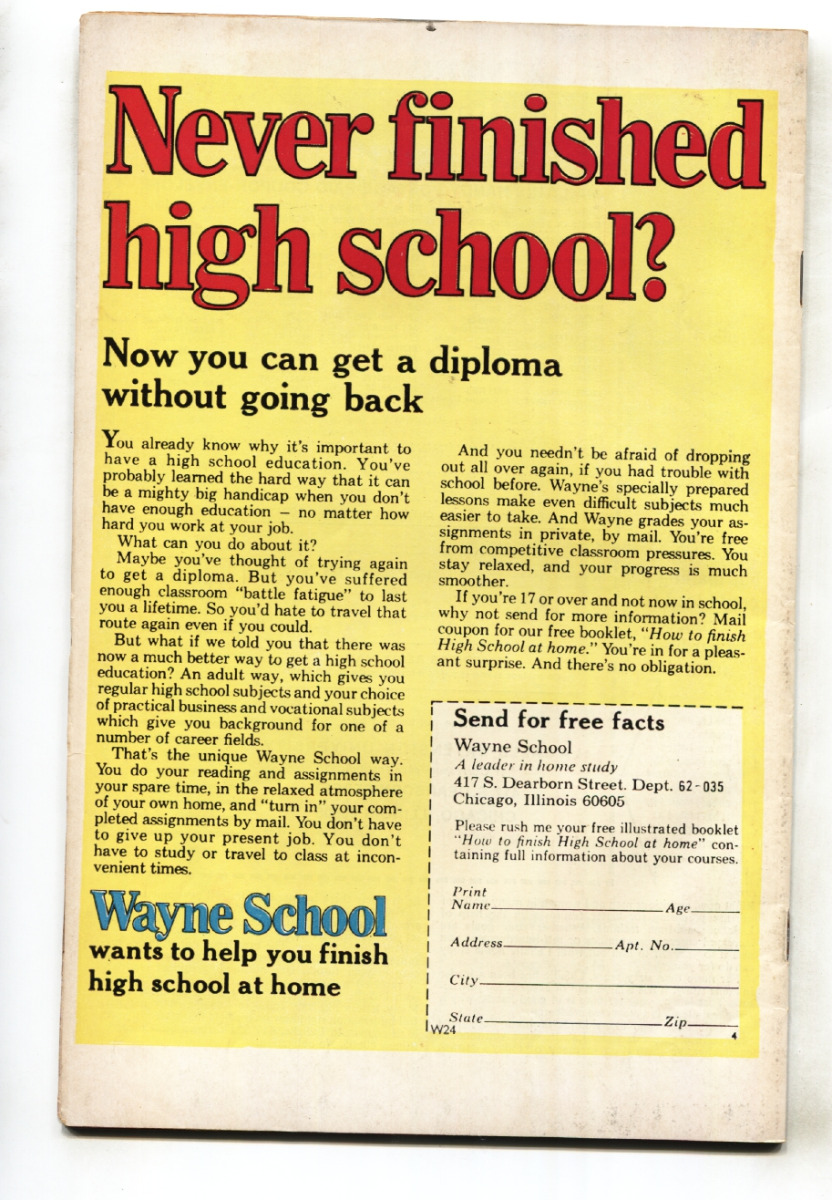 Never finished
high school?
Now you can get a diploma
without going back
You already know why it's important to
have a high school education. You've
probably learned the hard way that it can
be a mighty big handicap when you don't
have enough education – no matter how
hard you work at your job.
What can you do about it?
Maybe you've thought of trying again
to get a diploma. But you've suffered
enough classroom "battle fatigue" to last
you a lifetime. So you'd hate to travel that
route again even if you could.
But what if we told you that there was
now a much better way to get a high school
education? An adult way, which gives you
regular high school subjects and your choice
of practical business and vocational subjects
which give you background for one of a
number of career fields.
That's the unique Wayne School way.
You do your reading and assignments in
your spare time, in the relaxed atmosphere
of your own home, and "turn in" your com-
pleted assignments by mail. You don't have
to give up your present job. You don't
have to study or travel to class at incon-
venient times.
Wayne School
wants to help you finish
high school at home
And you needn't be afraid of dropping
out all over again, if you had trouble with
school before. Wayne's specially prepared
lessons make even difficult subjects much
easier to take. And Wayne grades your as-
signments in private, by mail. You're free
from competitive classroom pressures. You
stay relaxed, and your progress is much
smoother.
If you're 17 or over and not now in school,
why not send for more information? Mail
coupon for our free booklet, "How to finish
High School at home." You're in for a pleas-
ant surprise. And there's no obligation.
Send for free facts
Wayne School
A leader in home study
417 S. Dearborn Street. Dept. 62-035
Chicago, Illinois 60605
Please rush me your free illustrated booklet
"How to finish High School at home" con-
taining full information about your courses.
Print
Name Age
Address Apt. No.
City
State Zip
W24 4